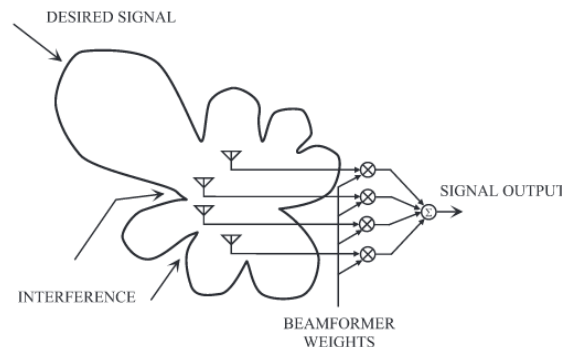 DESIRED SIGNAL
Σ
SIGNAL OUTPUT
INTERFERENCE
BEAMFORMER
WEIGHTS